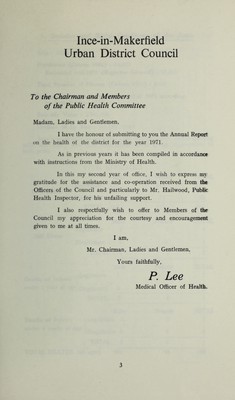 Ince-in-Makerfield
Urban District Council
To the Chairman and Members
of the Public Health Committee
Madam, Ladies and Gentlemen,
I have the honour of submitting to you the Annual Report
on the health of the district for the year 1971.
As in previous years it has been compiled in accordance
with instructions from the Ministry of Health.
In this my second year of office, I wish to express my
gratitude for the assistance and co-operation received from the
Officers of the Council and particularly to Mr. Hailwood, Public
Health Inspector, for his unfailing support.
I also respectfully wish to offer to Members of the
Council my appreciation for the courtesy and encouragement
given to me at all times.
I am,
Mr. Chairman, Ladies and Gentlemen,
Yours faithfully,
P. Lee
Medical Officer of Health.
3